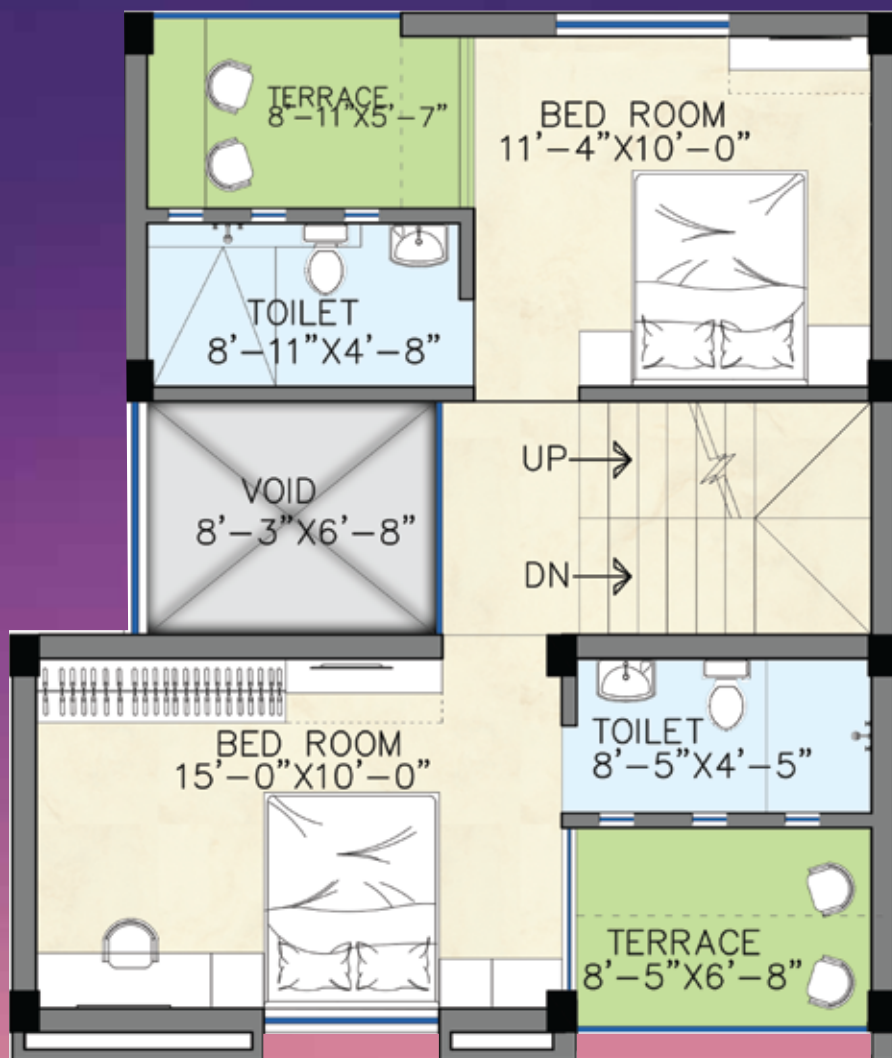 TERRACE
8'-11"X5'-7"
BED ROOM
11'-4"X10'-0"
TOILET
8'-11"X4'-8"
VOID
8'-3"X6'-8"
UP
DN
BED ROOM
15'-0"X10'-0"
TOILET
8'-5"X4'-5"
TERRACE
8'-5"X6'-8"